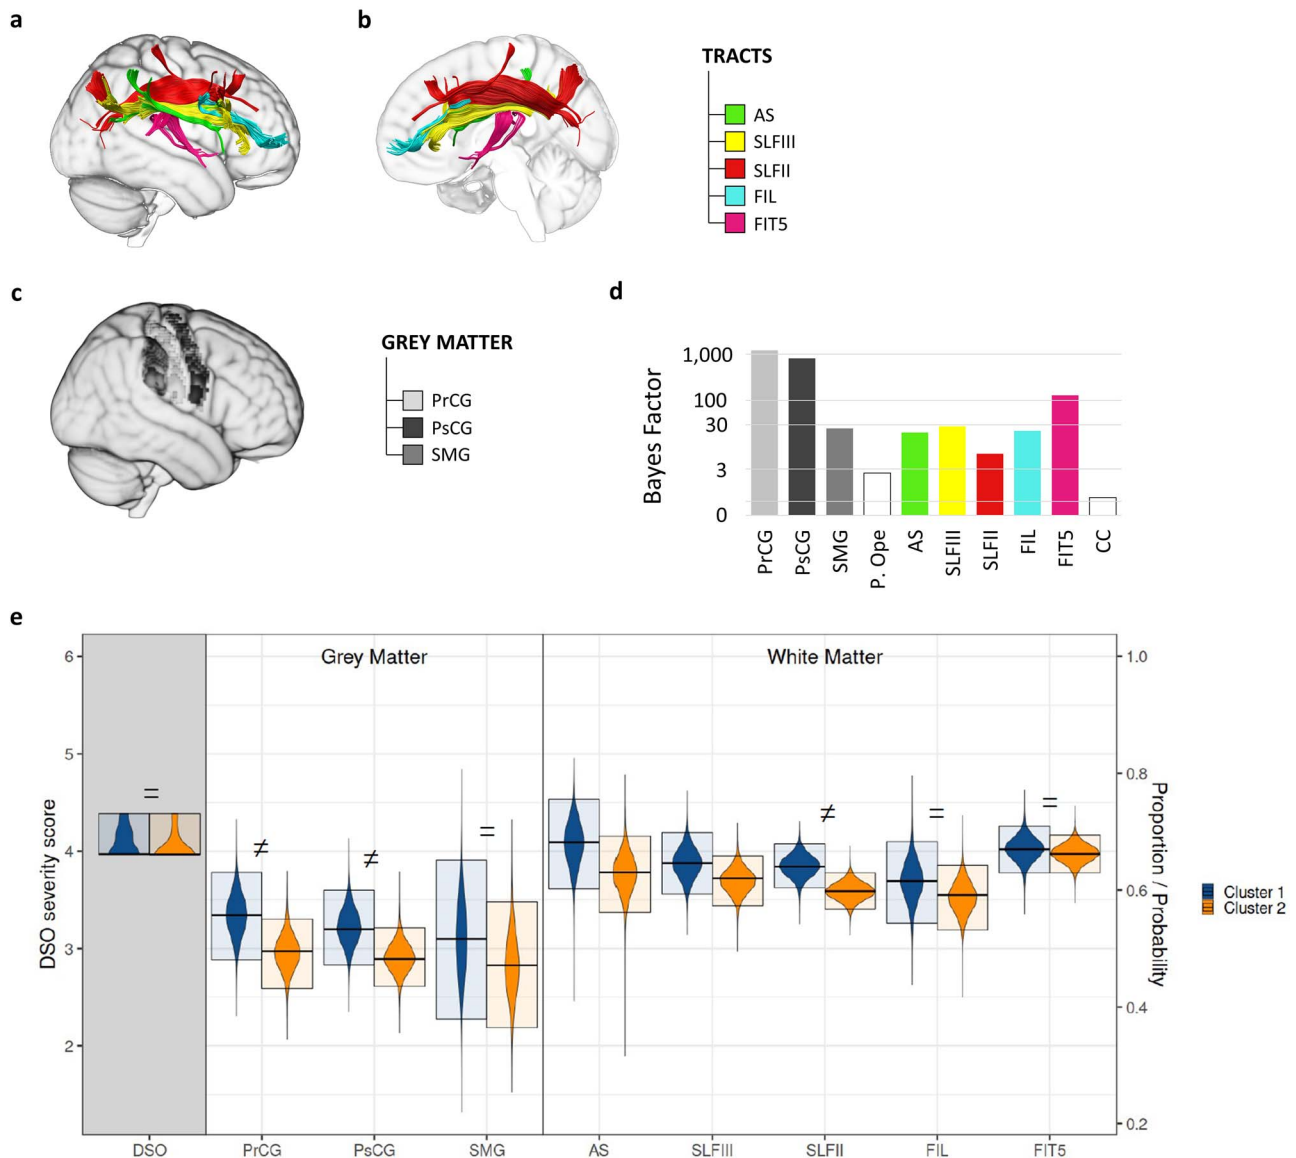 a
b
TRACTS
AS
SLFIII
SLFII
FIL
FIT5
c
GREY MATTER
PrCG
PsCG
SMG
d
Bayes Factor
1,000
100
30
3
0
PrCG
PsCG
SMG
P. Ope
AS
SLFIII
SLFII
FIL
FIT5
CC
e
DSO severity score
6
5
4
3
2
Grey Matter
White Matter
=
≠
≠
=
≠
=
=
1.0
0.8
0.6
0.4
0.2
Proportion / Probability
Cluster 1
Cluster 2
DSO
PrCG
PsCG
SMG
AS
SLFIII
SLFII
FIL
FIT5